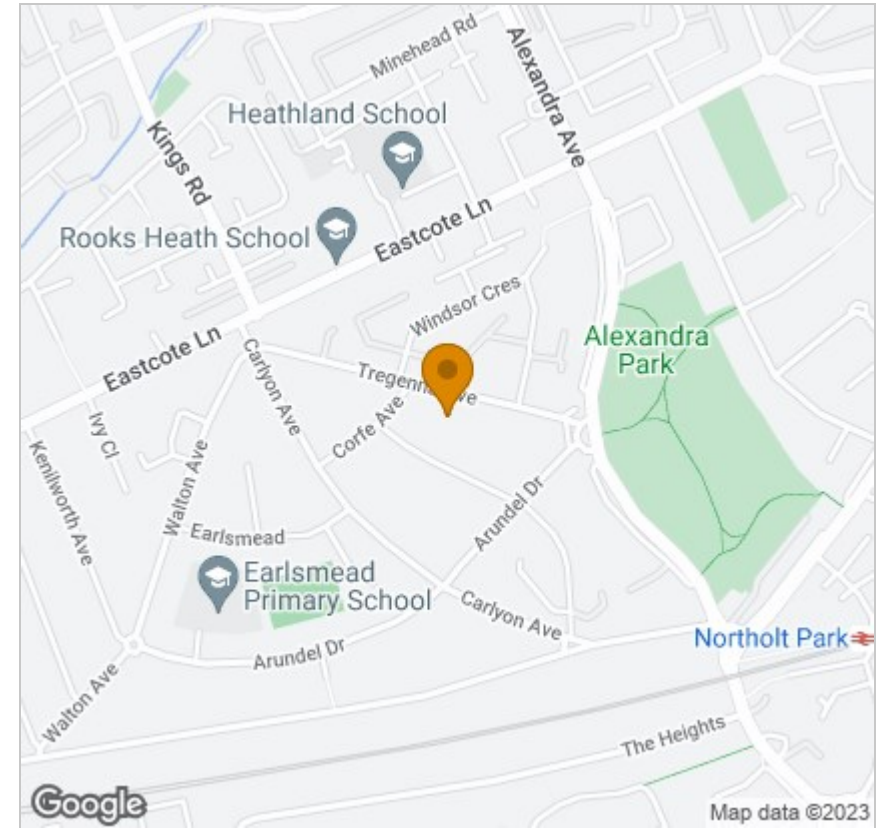 Minehead Rd
Alexandra Ave
Heathland School
Kings Rd
Rooks Heath School
Eastcote Ln
Windsor Cres
Alexandra
Park
Eastcote Ln
Carlyon Ave
Corfe Ave
Ivy Cl
Walton Ave
Kenilworth Ave
Arundel Dr
Earlsmead
Earlsmead
Primary School
Carlyon Ave
Northolt Park
Arundel Dr
Walton Ave
The Heights
Google
Map data ©2023